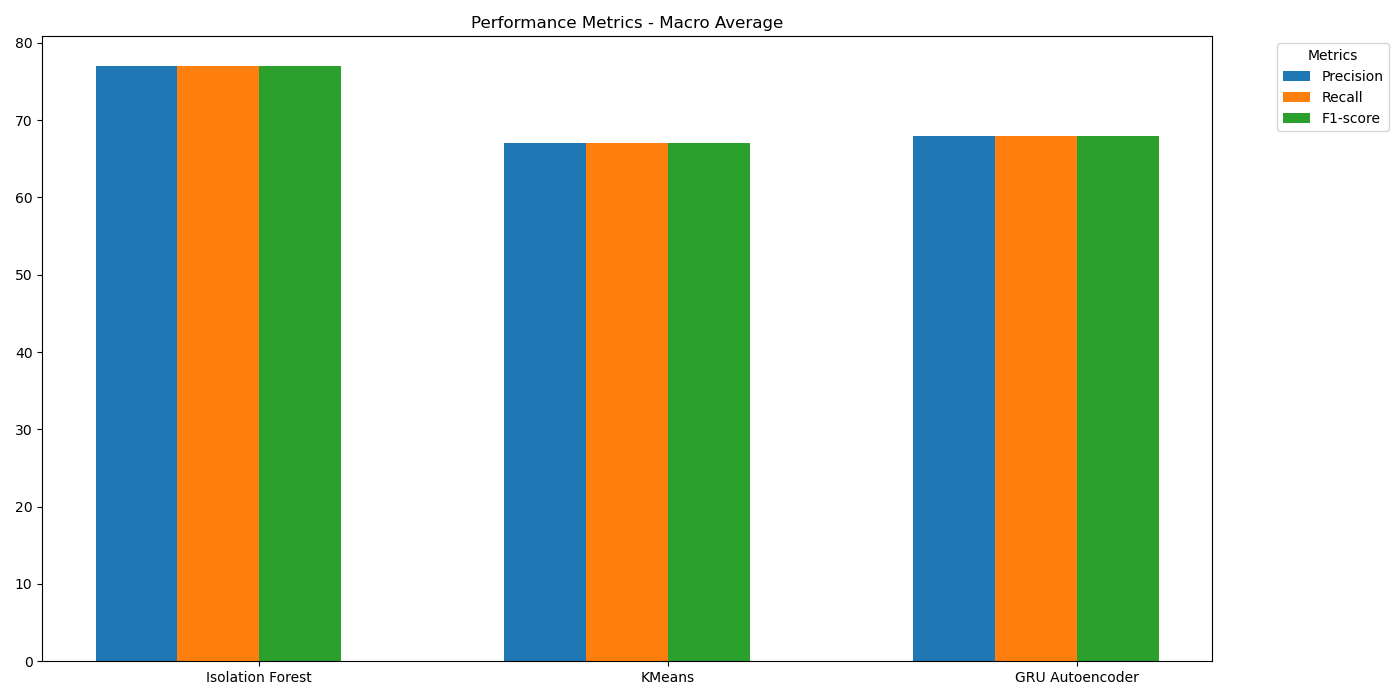 Performance Metrics - Macro Average
Metrics
Precision
Recall
F1-score
80
70
60
50
40
30
20
10
0
Isolation Forest
KMeans
GRU Autoencoder